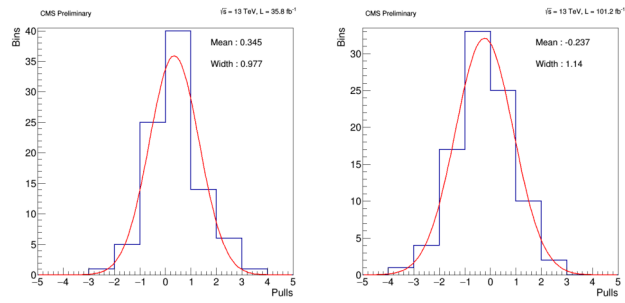 CMS Preliminary
√s = 13 TeV, L = 35.8 fb⁻¹
Bins
Mean : 0.345
Width : 0.977
40
35
30
25
20
15
10
5
0
−5 −4 −3 −2 −1 0 1 2 3 4 5
Pulls
CMS Preliminary
√s = 13 TeV, L = 101.2 fb⁻¹
Bins
Mean : -0.237
Width : 1.14
30
25
20
15
10
5
0
−5 −4 −3 −2 −1 0 1 2 3 4 5
Pulls